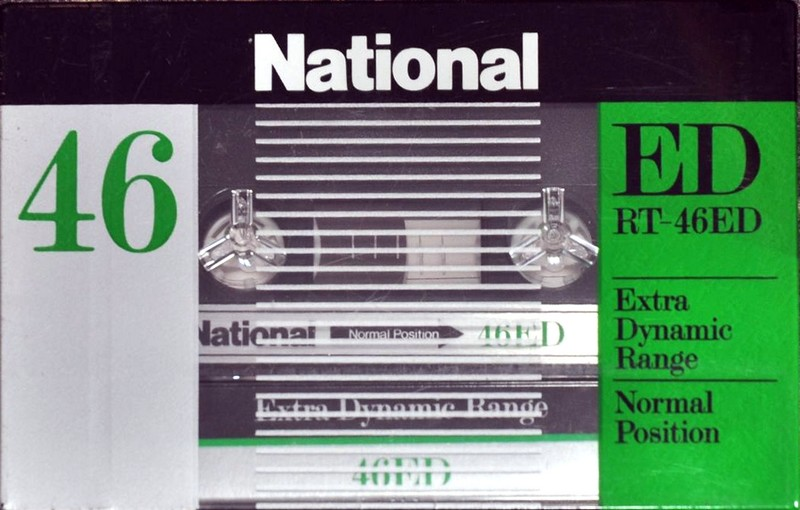 National
46
ED
RT-46ED
Extra
Dynamic
Range
Normal
Position
National Normal Position 46ED
Extra Dynamic Range
46ED